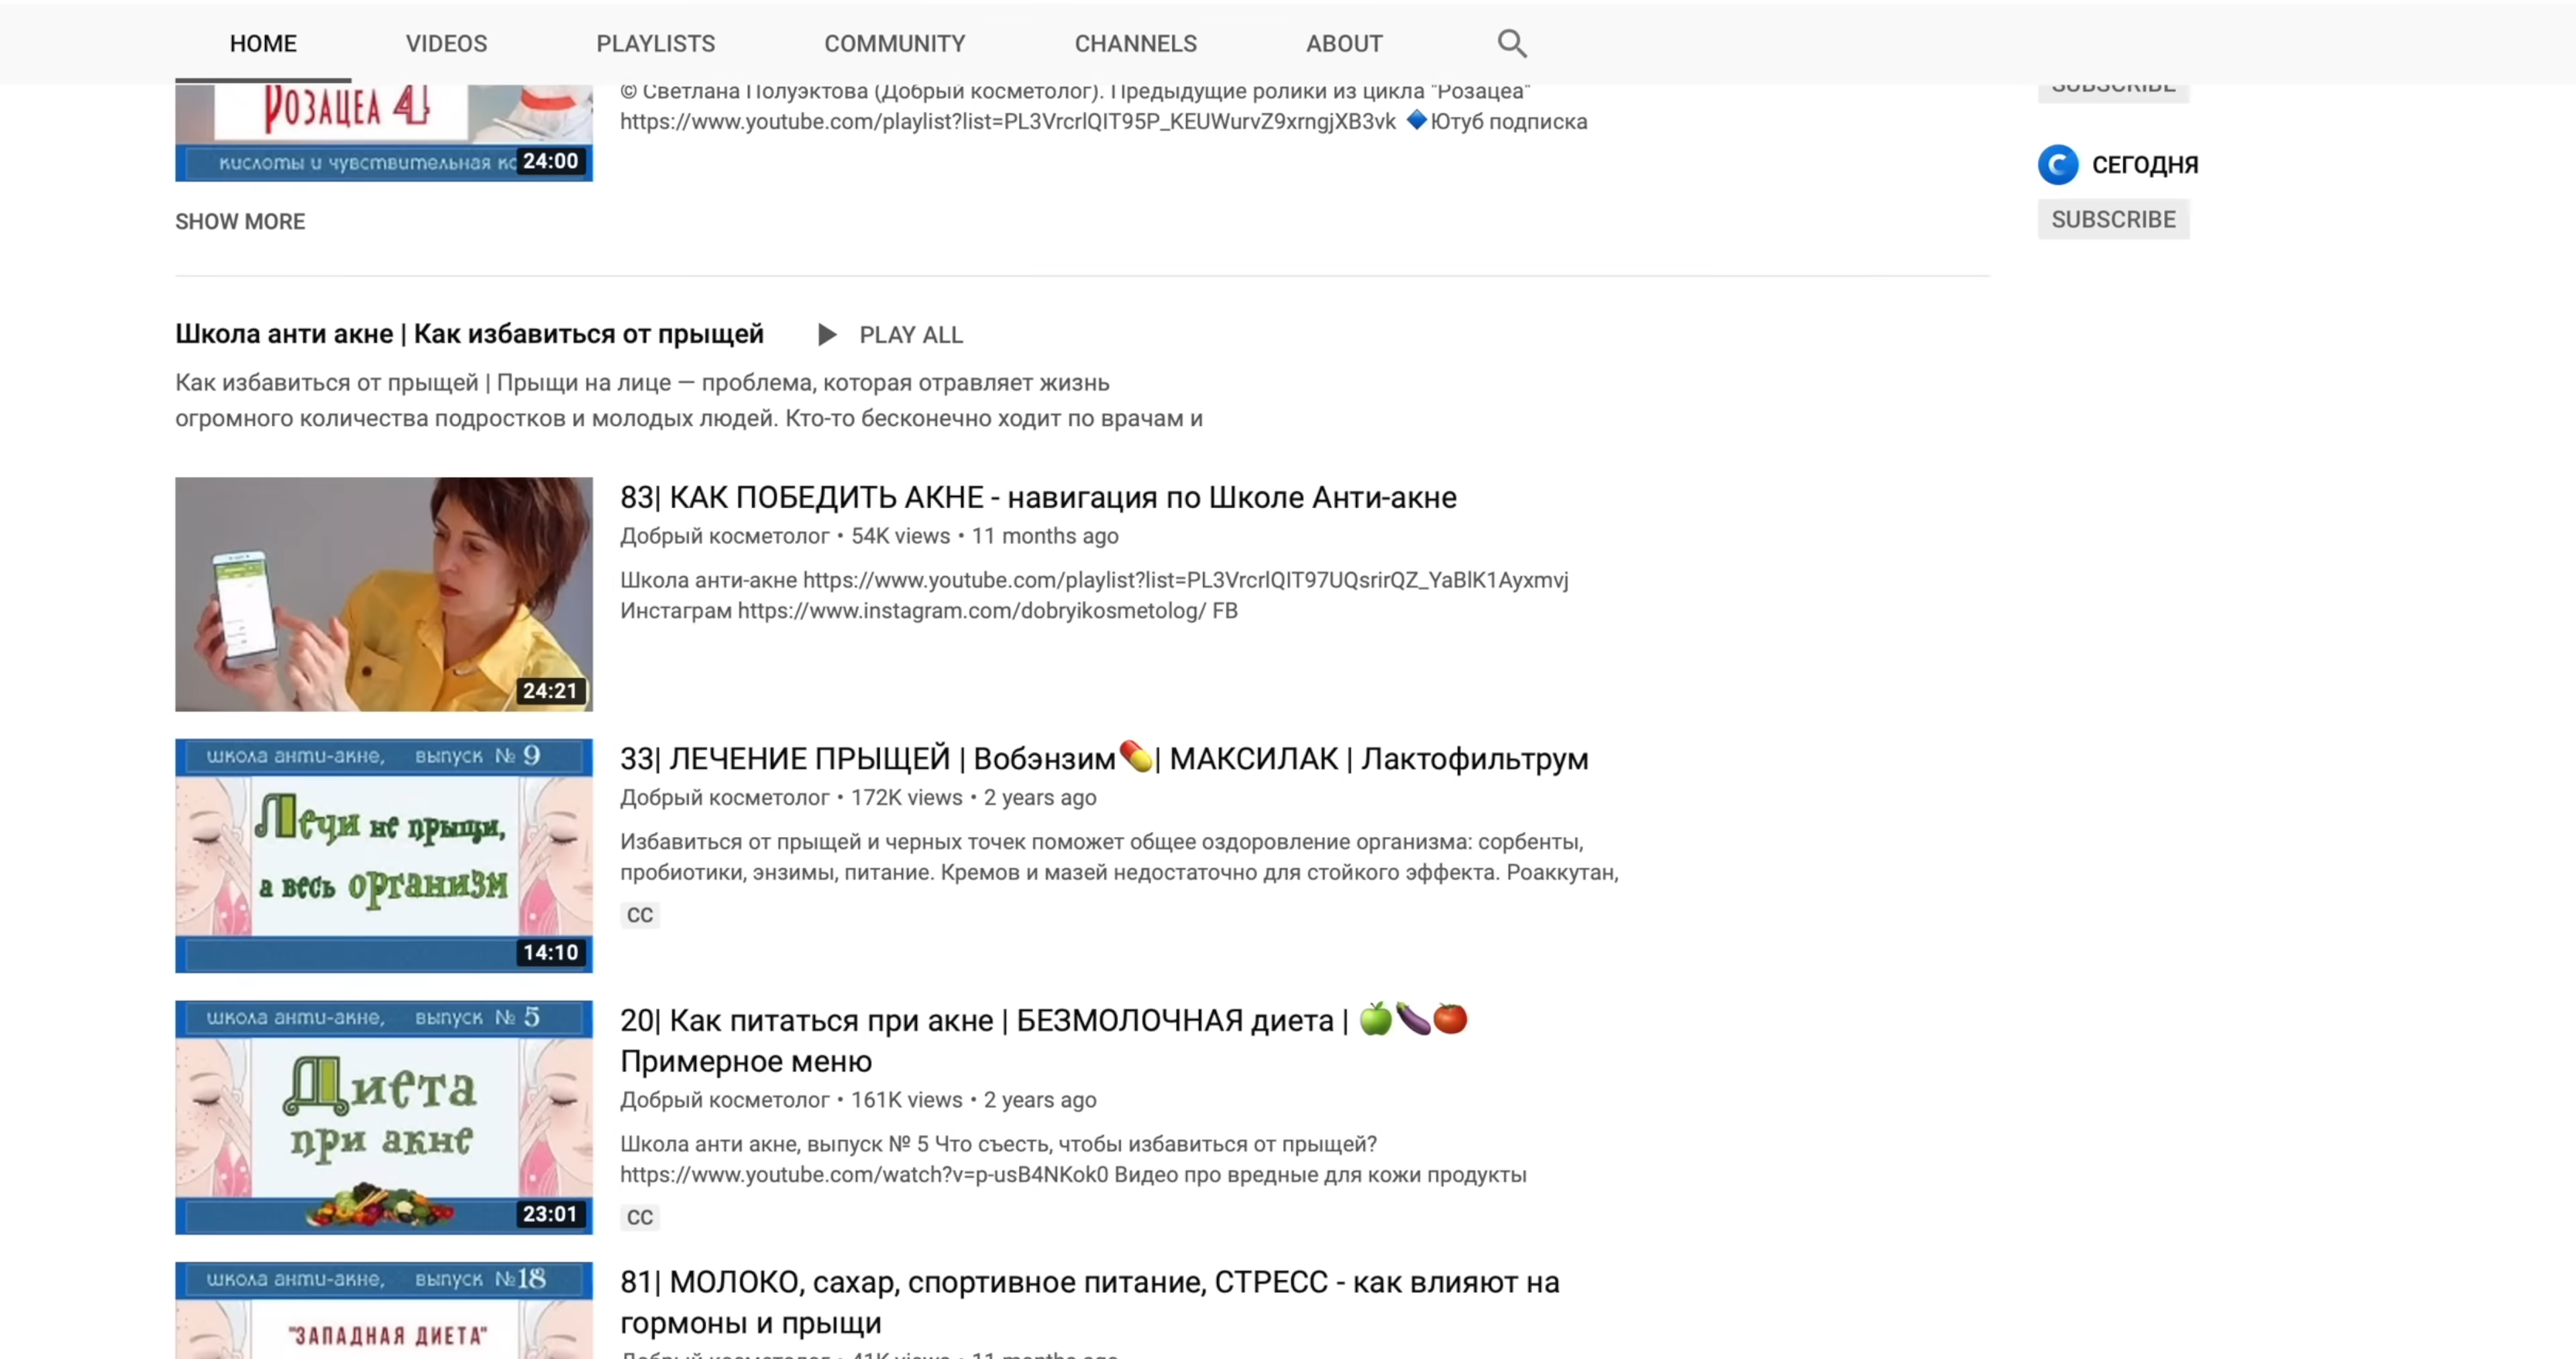 HOME VIDEOS PLAYLISTS COMMUNITY CHANNELS ABOUT
РОЗАЦЕА 4
кислоты и чувствительная
24:00
© Светлана Полуэктова (Добрый косметолог). Предыдущие ролики из цикла "Розацеа"
https://www.youtube.com/playlist?list=PL3VrcrlQIT95P_KEUWurvZ9xrngjXB3vk 🔷Ютуб подписка
SUBSCRIBE
СЕГОДНЯ
SUBSCRIBE
SHOW MORE
Школа анти акне | Как избавиться от прыщей
PLAY ALL
Как избавиться от прыщей | Прыщи на лице — проблема, которая отравляет жизнь
огромного количества подростков и молодых людей. Кто-то бесконечно ходит по врачам и
24:21
83| КАК ПОБЕДИТЬ АКНЕ - навигация по Школе Анти-акне
Добрый косметолог • 54K views • 11 months ago
Школа анти-акне https://www.youtube.com/playlist?list=PL3VrcrlQIT97UQsrirQZ_YaBlK1Ayxmvj
Инстаграм https://www.instagram.com/dobryikosmetolog/ FB
школа анти-акне, выпуск № 9
Лечи не прыщи,
а весь организм
14:10
33| ЛЕЧЕНИЕ ПРЫЩЕЙ | Вобэнзим💊| МАКСИЛАК | Лактофильтрум
Добрый косметолог • 172K views • 2 years ago
Избавиться от прыщей и черных точек поможет общее оздоровление организма: сорбенты,
пробиотики, энзимы, питание. Кремов и мазей недостаточно для стойкого эффекта. Роаккутан,
CC
школа анти-акне, выпуск № 5
Диета
при акне
23:01
20| Как питаться при акне | БЕЗМОЛОЧНАЯ диета | 🍏🍆🍅
Примерное меню
Добрый косметолог • 161K views • 2 years ago
Школа анти акне, выпуск № 5 Что съесть, чтобы избавиться от прыщей?
https://www.youtube.com/watch?v=p-usB4NKok0 Видео про вредные для кожи продукты
CC
школа анти-акне, выпуск №18
"ЗАПАДНАЯ ДИЕТА"
81| МОЛОКО, сахар, спортивное питание, СТРЕСС - как влияют на
гормоны и прыщи
Добрый косметолог • 41K views • 11 months ago